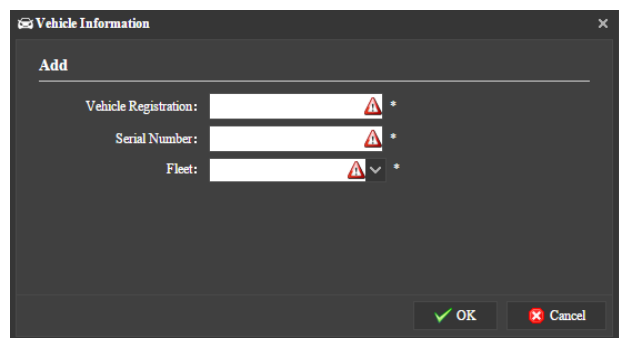 Vehicle Information
Add
Vehicle Registration: *
Serial Number: *
Fleet: *
OK Cancel